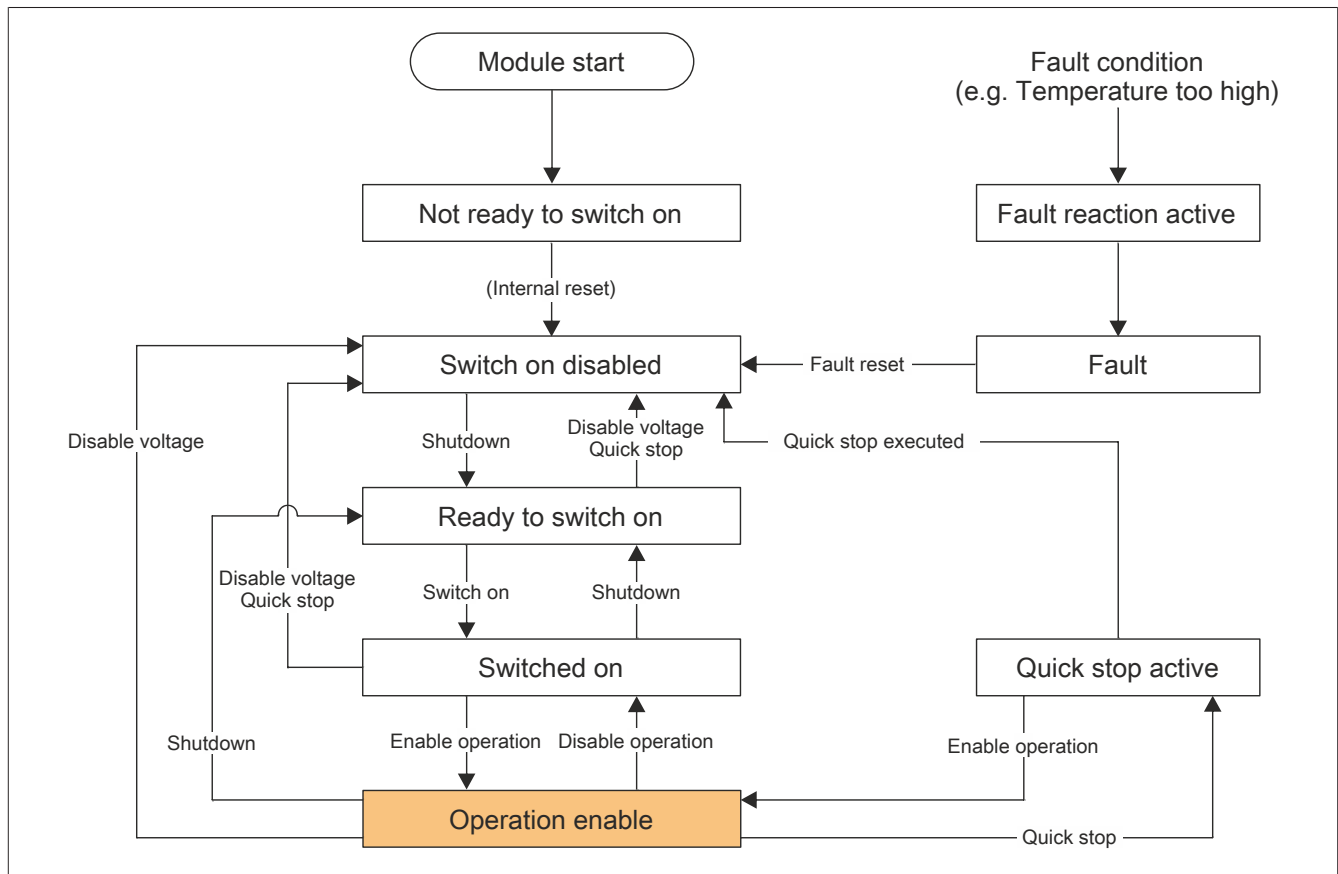 Module start
Fault condition
(e.g. Temperature too high)
Not ready to switch on
Fault reaction active
(Internal reset)
Switch on disabled
Fault reset
Fault
Disable voltage
Shutdown
Disable voltage
Quick stop
Quick stop executed
Ready to switch on
Disable voltage
Quick stop
Switch on
Shutdown
Switched on
Quick stop active
Shutdown
Enable operation
Disable operation
Enable operation
Operation enable
Quick stop